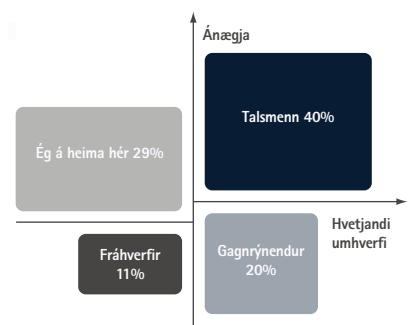 Ánægja
Talsmenn 40%
Ég á heima hér 29%
Hvetjandi
umhverfi
Fráhverfir
11%
Gagnrýnendur
20%